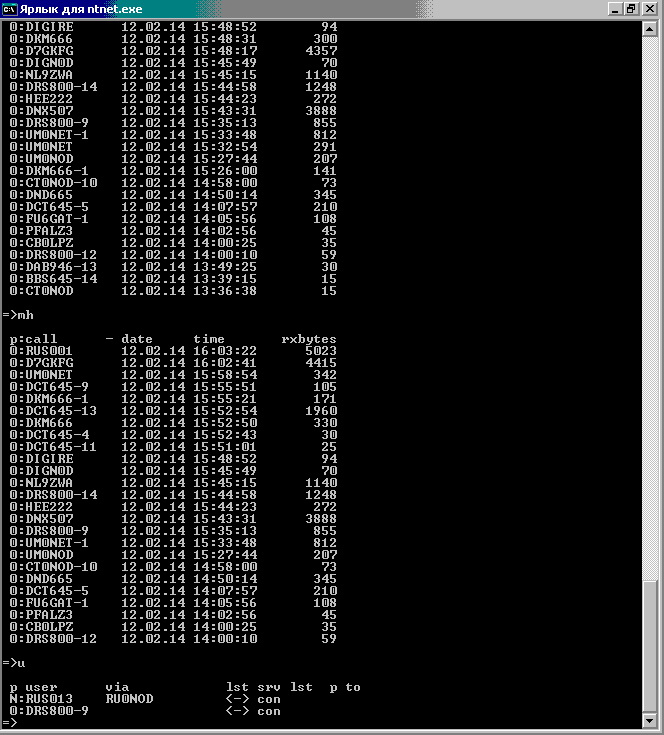 Ярлык для ntnet.exe
0:DIGIRE 12.02.14 15:48:52 94
0:DKM666 12.02.14 15:48:31 300
0:D7GKFG 12.02.14 15:48:17 4357
0:DIGNOD 12.02.14 15:45:49 70
0:NL9ZWA 12.02.14 15:45:15 1140
0:DRS800-14 12.02.14 15:44:58 1248
0:HEE222 12.02.14 15:44:23 272
0:DNX507 12.02.14 15:43:31 3888
0:DRS800-9 12.02.14 15:35:13 855
0:UM0NET-1 12.02.14 15:33:48 812
0:UM0NET 12.02.14 15:32:54 291
0:UM0NOD 12.02.14 15:27:44 207
0:DKM666-1 12.02.14 15:26:00 141
0:CT0NOD-10 12.02.14 14:58:00 73
0:DND665 12.02.14 14:50:14 345
0:DCT645-5 12.02.14 14:07:57 210
0:FU6GAT-1 12.02.14 14:05:56 108
0:PFALZ3 12.02.14 14:02:56 45
0:CB0LPZ 12.02.14 14:00:25 35
0:DRS800-12 12.02.14 14:00:10 59
0:DAB946-13 12.02.14 13:49:25 30
0:BBS645-14 12.02.14 13:39:15 15
0:CT0NOD 12.02.14 13:36:38 15
=>mh
p:call - date time rxbytes
0:RUS001 12.02.14 16:03:22 5023
0:D7GKFG 12.02.14 16:02:41 4415
0:UM0NET 12.02.14 15:58:54 342
0:DCT645-9 12.02.14 15:55:51 105
0:DKM666-1 12.02.14 15:55:21 171
0:DCT645-13 12.02.14 15:52:54 1960
0:DKM666 12.02.14 15:52:50 330
0:DCT645-4 12.02.14 15:52:43 30
0:DCT645-11 12.02.14 15:51:01 25
0:DIGIRE 12.02.14 15:48:52 94
0:DIGNOD 12.02.14 15:45:49 70
0:NL9ZWA 12.02.14 15:45:15 1140
0:DRS800-14 12.02.14 15:44:58 1248
0:HEE222 12.02.14 15:44:23 272
0:DNX507 12.02.14 15:43:31 3888
0:DRS800-9 12.02.14 15:35:13 855
0:UM0NET-1 12.02.14 15:33:48 812
0:UM0NOD 12.02.14 15:27:44 207
0:CT0NOD-10 12.02.14 14:58:00 73
0:DND665 12.02.14 14:50:14 345
0:DCT645-5 12.02.14 14:07:57 210
0:FU6GAT-1 12.02.14 14:05:56 108
0:PFALZ3 12.02.14 14:02:56 45
0:CB0LPZ 12.02.14 14:00:25 35
0:DRS800-12 12.02.14 14:00:10 59
=>u
p user via lst srv lst p to
N:RUS013 RU0NOD <-> con
0:DRS800-9 <-> con
=>